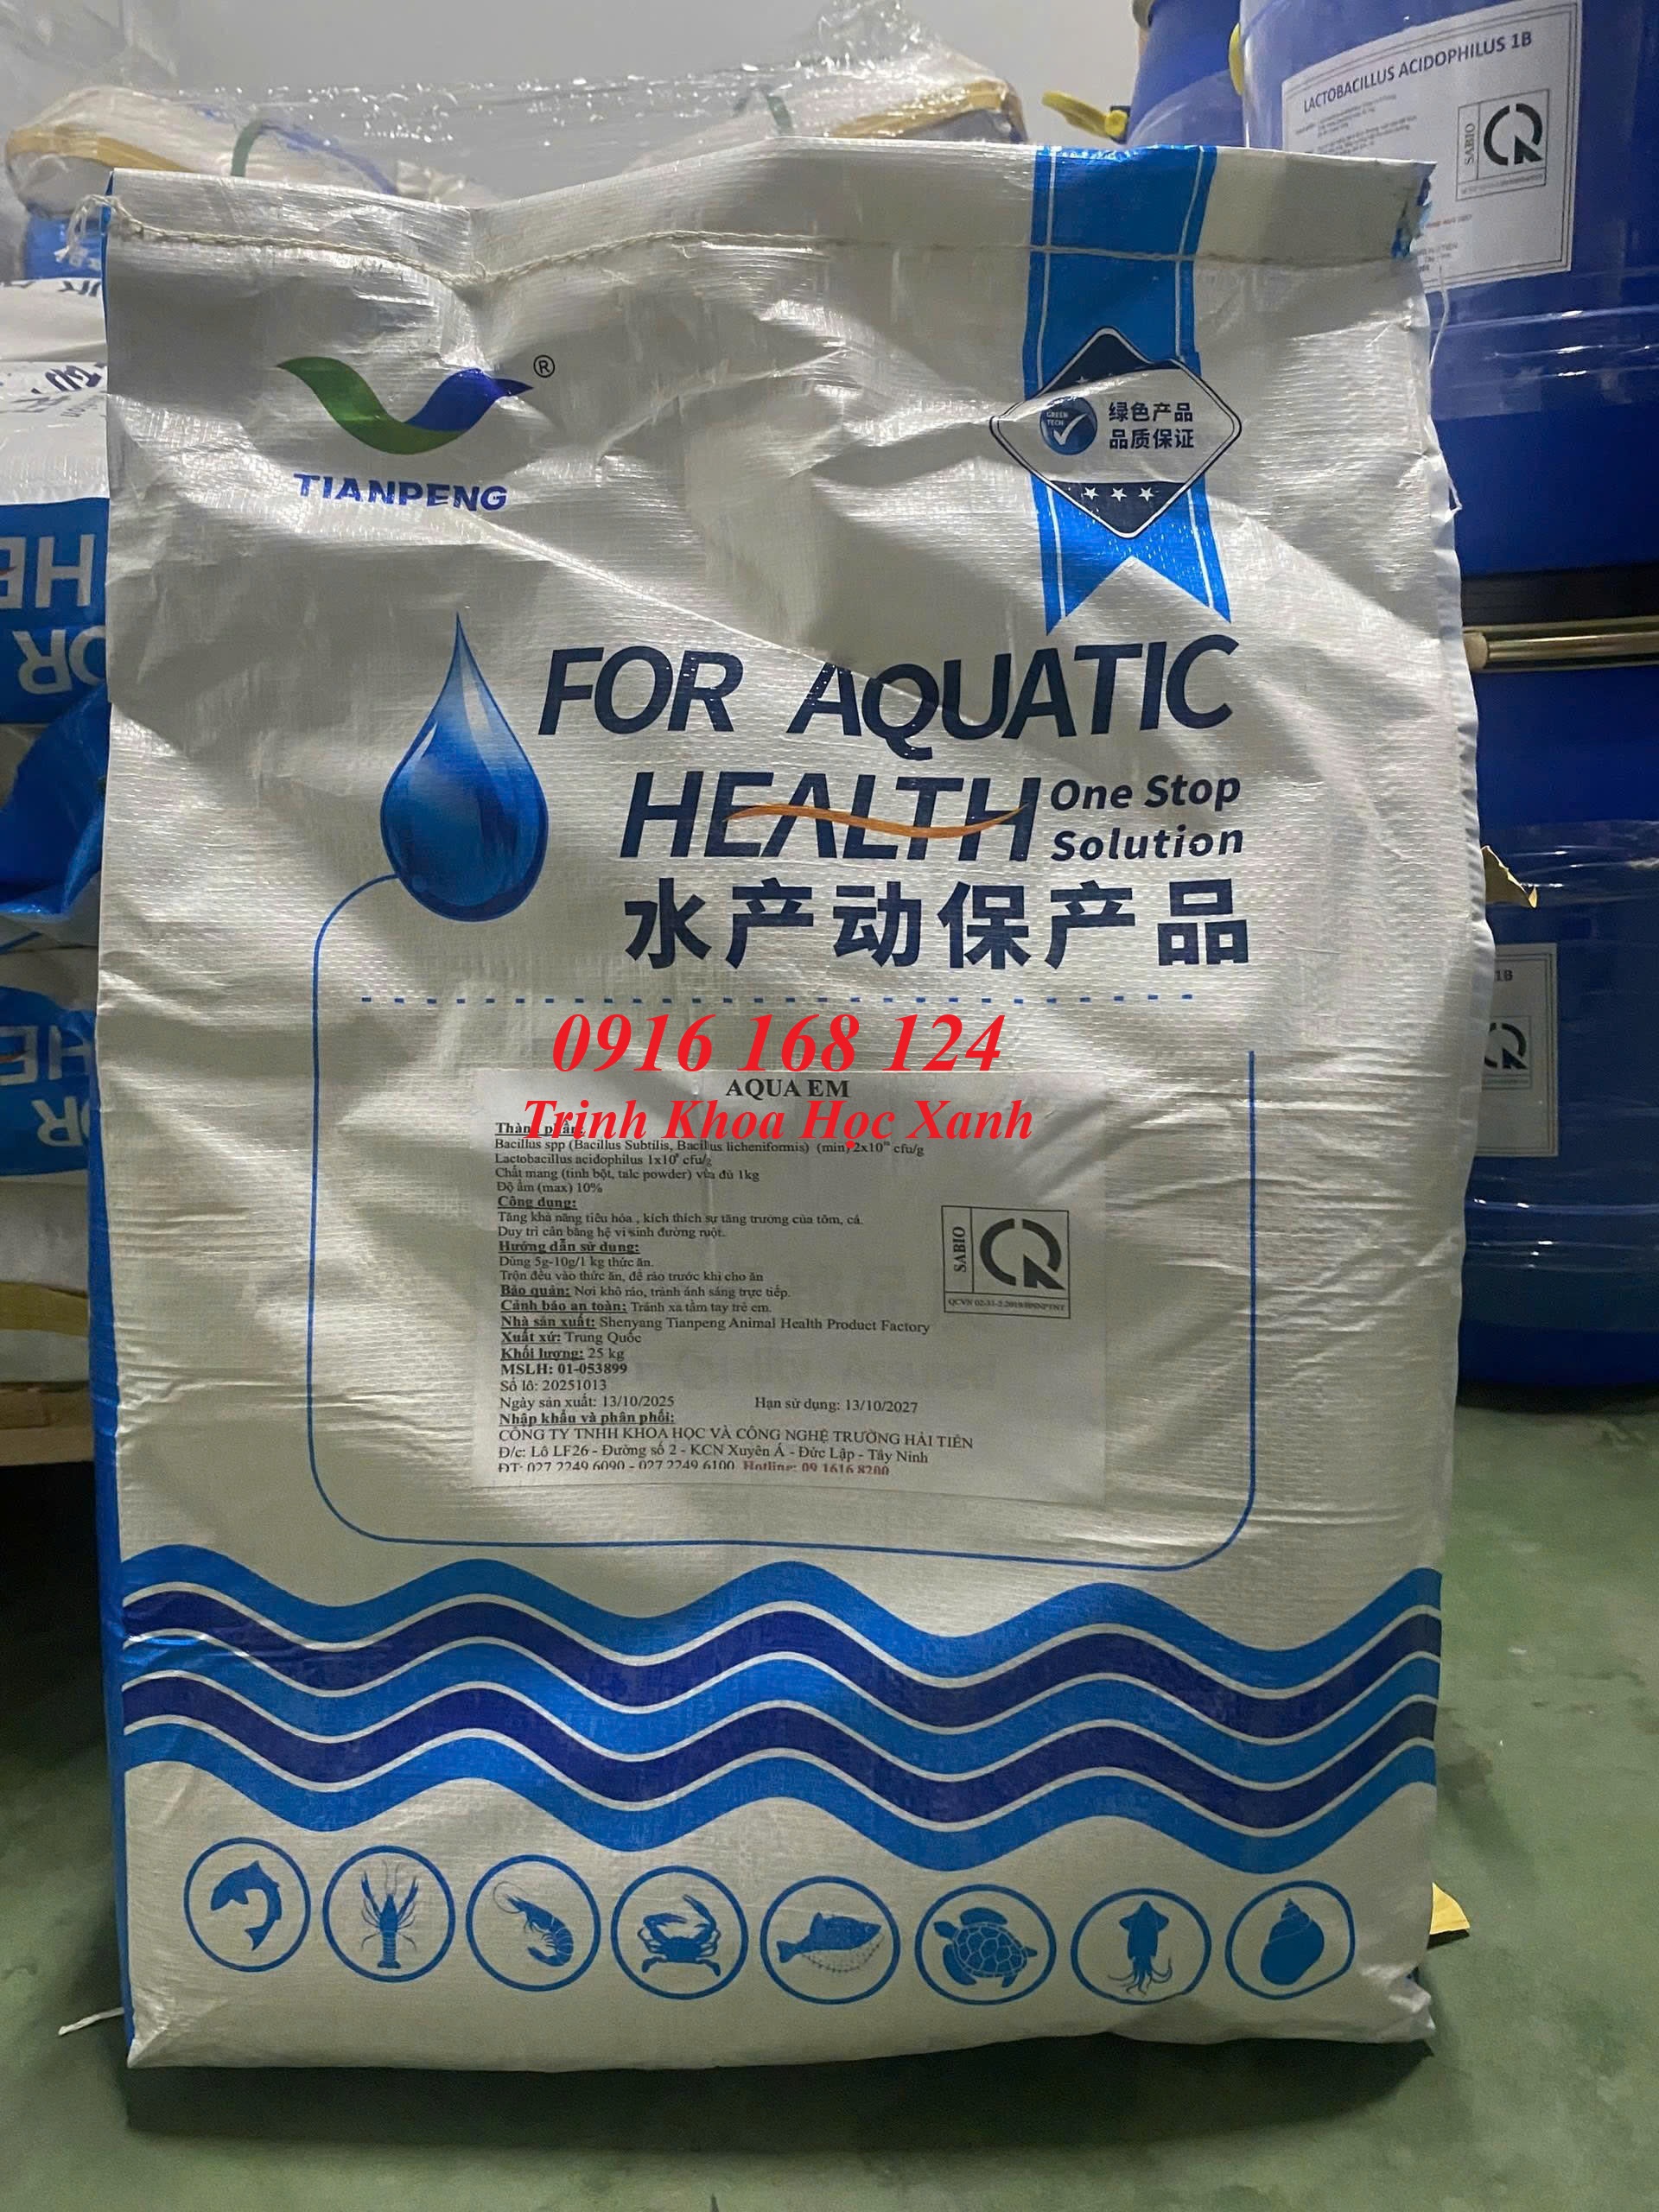 LACTOBACILLUS ACIDOPHILUS 1B
SABIO
®
TIANPENG
GREEN
TECH
绿色产品
品质保证
FOR AQUATIC
HEALTH One Stop
Solution
水产动保产品
0916 168 124
AQUA EM
Trinh Khoa Học Xanh
Thành phần:
Bacillus spp (Bacillus Subtilis, Bacillus licheniformis) (min) 2x10¹⁰ cfu/g
Lactobacillus acidophilus 1x10⁹ cfu/g
Chất mang (tinh bột, talc powder) vừa đủ 1kg
Độ ẩm (max) 10%
Công dụng:
Tăng khả năng tiêu hóa , kích thích sự tăng trưởng của tôm, cá.
Duy trì cân bằng hệ vi sinh đường ruột.
Hướng dẫn sử dụng:
Dùng 5g-10g/1 kg thức ăn.
Trộn đều vào thức ăn, để ráo trước khi cho ăn
Bảo quản: Nơi khô ráo, tránh ánh sáng trực tiếp.
Cảnh báo an toàn: Tránh xa tầm tay trẻ em.
Nhà sản xuất: Shenyang Tianpeng Animal Health Product Factory
Xuất xứ: Trung Quốc
Khối lượng: 25 kg
MSLH: 01-053899
Số lô: 20251013
Ngày sản xuất: 13/10/2025 Hạn sử dụng: 13/10/2027
Nhập khẩu và phân phối:
CÔNG TY TNHH KHOA HỌC VÀ CÔNG NGHỆ TRƯỜNG HẢI TIẾN
Đ/c: Lô LF26 - Đường số 2 - KCN Xuyên Á - Đức Lập - Tây Ninh
ĐT: 027 2249 6090 - 027 2249 6100 Hotline: 09 1616 8200
SABIO
1B
HE
OR
HE
OR